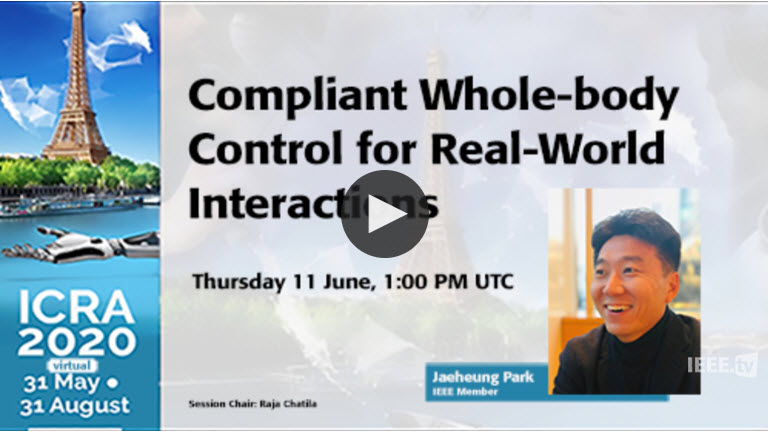 Compliant Whole-body
Control for Real-World
Interactions
Thursday 11 June, 1:00 PM UTC
ICRA
2020
virtual
31 May •
31 August
Jaeheung Park
IEEE Member
Session Chair: Raja Chatila
IEEE.tv